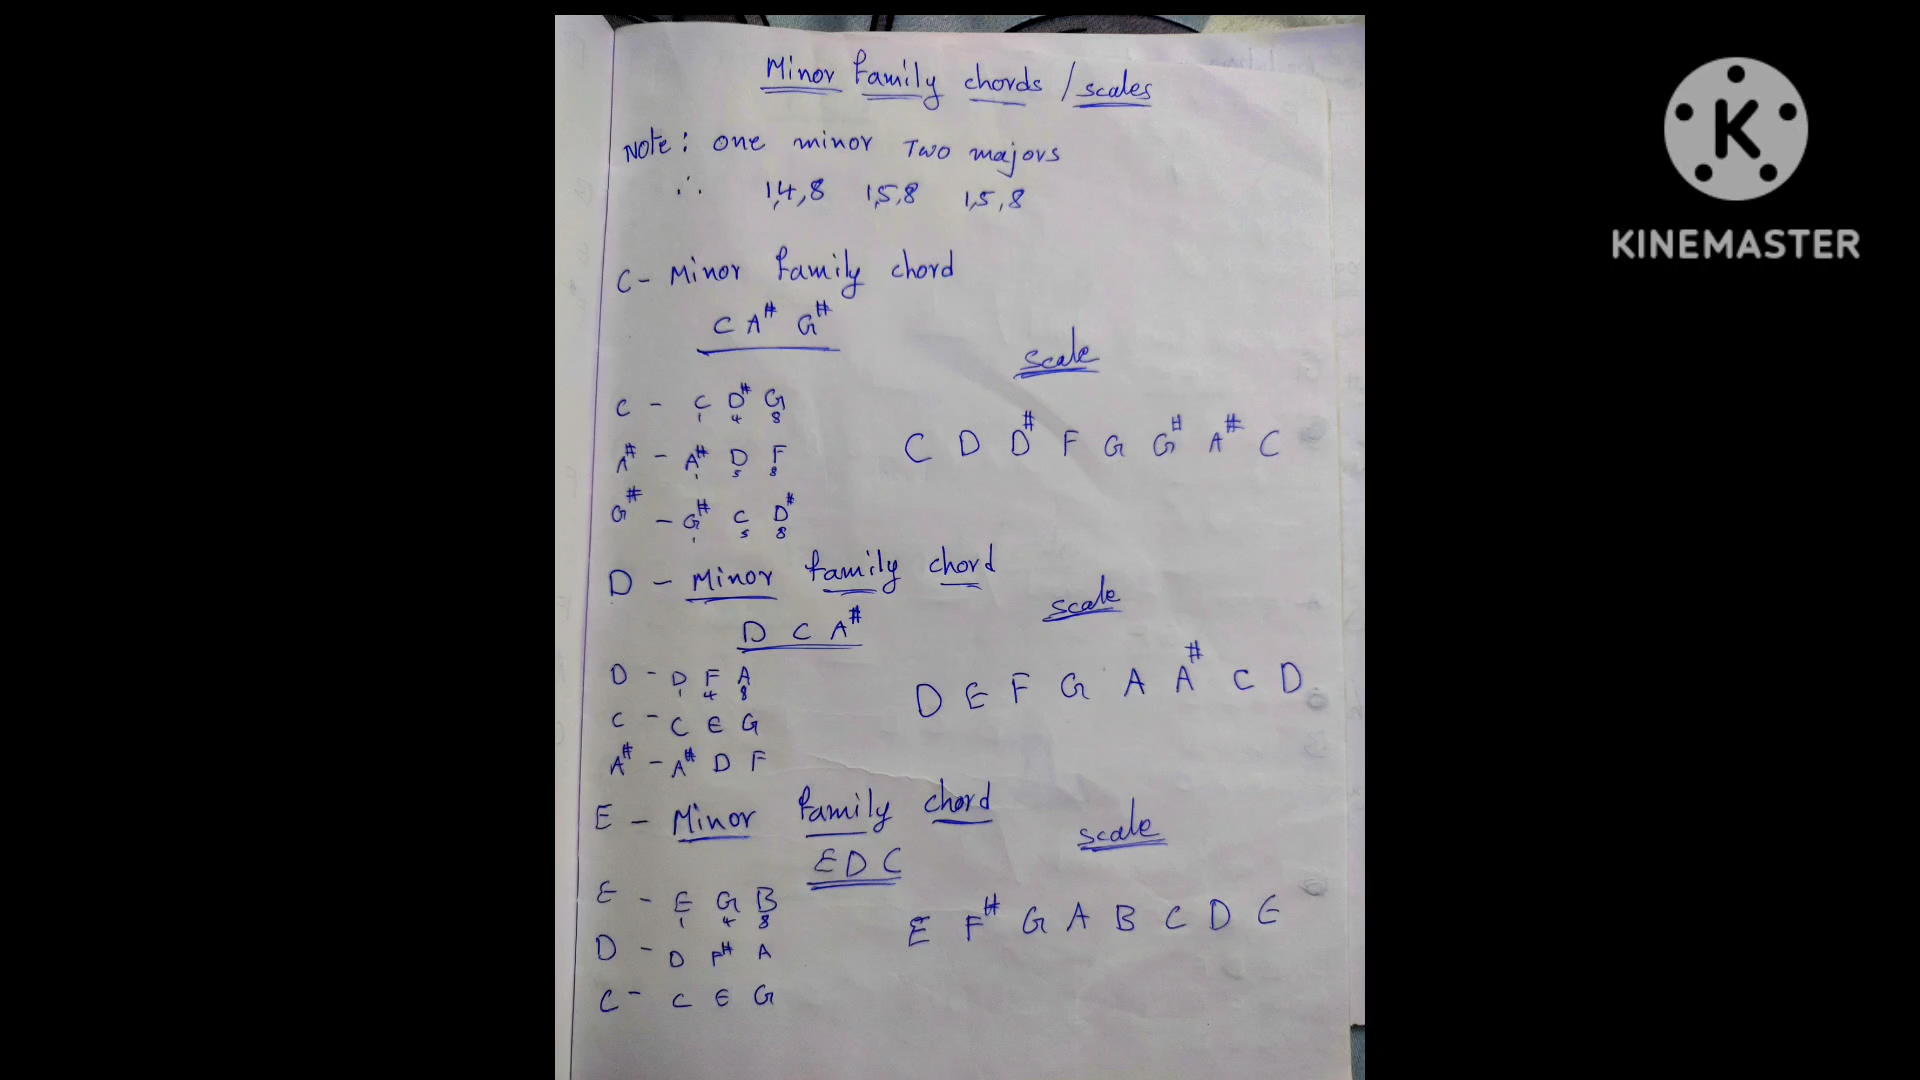 Minor family chords / scales
Note: one minor Two majors
∴ 1,4,8 1,5,8 1,5,8
C - Minor family chord
C A# G#
scale
C - C D# G
1 4 8
C D D# F G G# A# C
A# - A# D F
1 5 8
G# - G# C D#
1 5 8
D - Minor family chord
scale
D C A#
D - D F A
1 4 8
D E F G A A# C D
C - C E G
A# - A# D F
E - Minor family chord
scale
E D C
E - E G B
1 4 8
E F# G A B C D E
D - D F# A
C - C E G
K
KINEMASTER